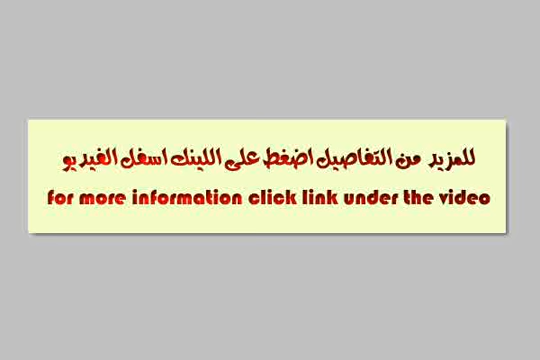 للمزيد من التفاصيل اضغط على اللينك اسفل الفيديو
for more information click link under the video